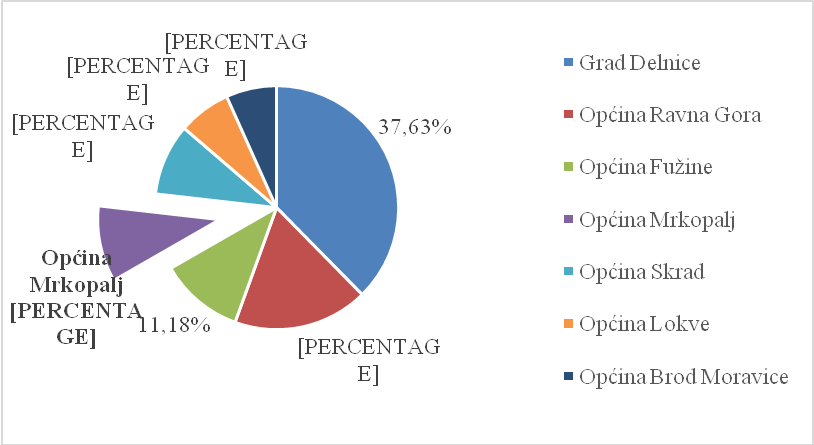 [PERCENTAG
E]
[PERCENTAG
E]
[PERCENTAG
E]
37,63%
Općina
Mrkopalj
[PERCENTA
GE]
11,18%
[PERCENTAG
E]
Grad Delnice
Općina Ravna Gora
Općina Fužine
Općina Mrkopalj
Općina Skrad
Općina Lokve
Općina Brod Moravice